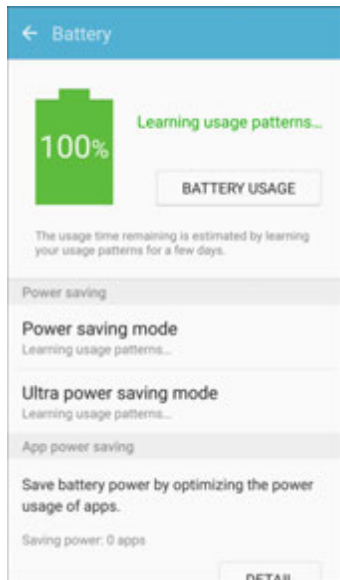 Battery
Learning usage patterns...
100%
BATTERY USAGE
The usage time remaining is estimated by learning
your usage patterns for a few days.
Power saving
Power saving mode
Learning usage patterns...
Ultra power saving mode
Learning usage patterns...
App power saving
Save battery power by optimizing the power
usage of apps.
Saving power: 0 apps
DETAIL